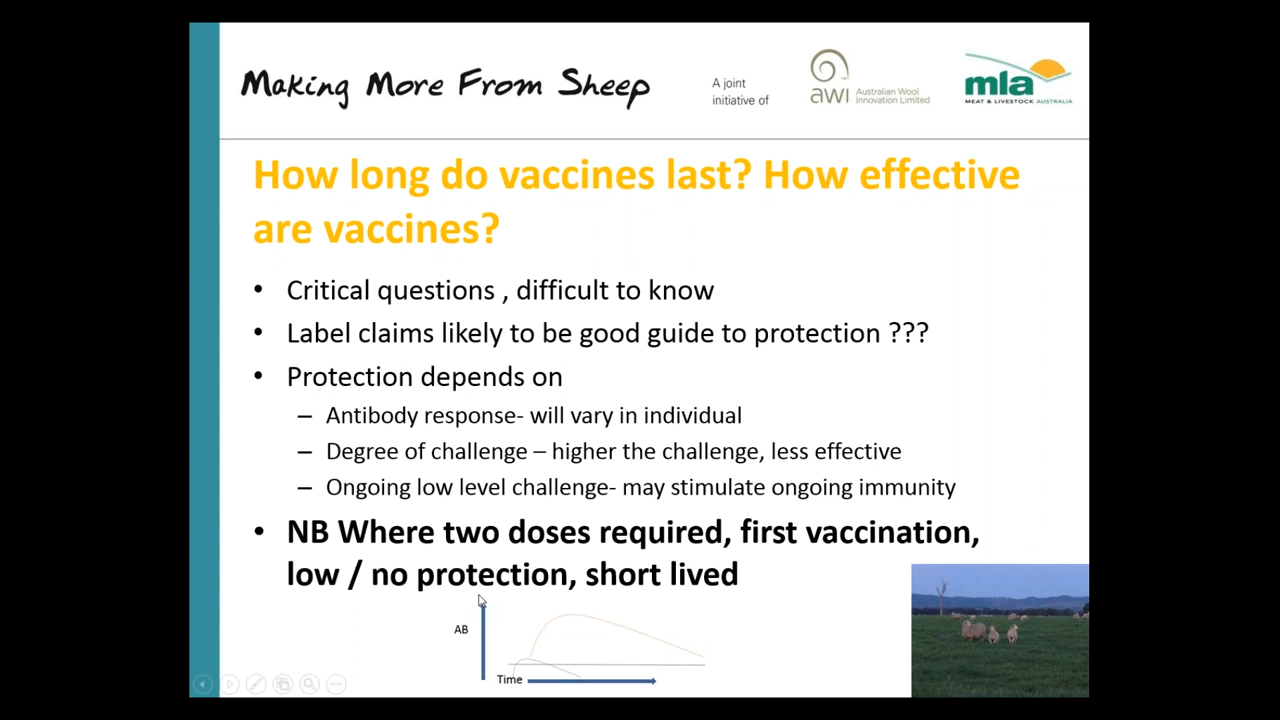 Making More From Sheep
A joint
initiative of
awi
Australian Wool
Innovation Limited
mla
MEAT & LIVESTOCK AUSTRALIA
How long do vaccines last? How effective
are vaccines?
• Critical questions , difficult to know
• Label claims likely to be good guide to protection ???
• Protection depends on
– Antibody response- will vary in individual
– Degree of challenge – higher the challenge, less effective
– Ongoing low level challenge- may stimulate ongoing immunity
• NB Where two doses required, first vaccination,
low / no protection, short lived
AB
Time